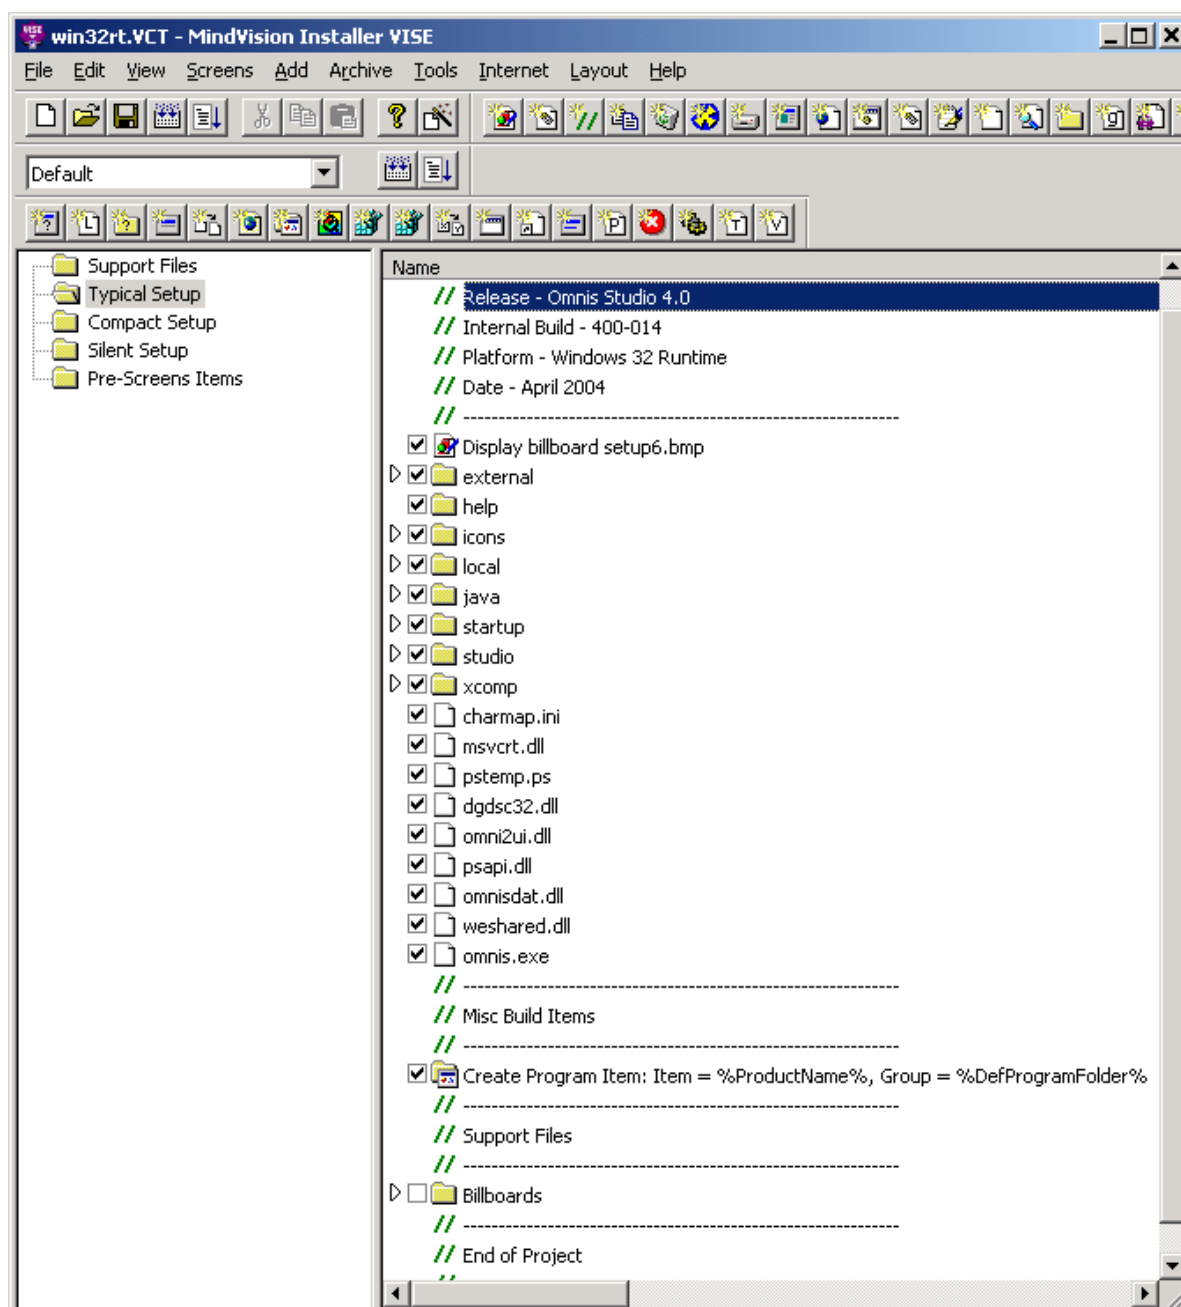 win32rt.VCT - MindVision Installer VISE
File Edit View Screens Add Archive Tools Internet Layout Help
Default
Support Files
Typical Setup
Compact Setup
Silent Setup
Pre-Screens Items
Name
// Release - Omnis Studio 4.0
// Internal Build - 400-014
// Platform - Windows 32 Runtime
// Date - April 2004
// --------------------------------------------------------------
Display billboard setup6.bmp
external
help
icons
local
java
startup
studio
xcomp
charmap.ini
msvcrt.dll
pstemp.ps
dgdsc32.dll
omni2ui.dll
psapi.dll
omnisdat.dll
weshared.dll
omnis.exe
// --------------------------------------------------------------
// Misc Build Items
// --------------------------------------------------------------
Create Program Item: Item = %ProductName%, Group = %DefProgramFolder%
// --------------------------------------------------------------
// Support Files
// --------------------------------------------------------------
Billboards
// --------------------------------------------------------------
// End of Project